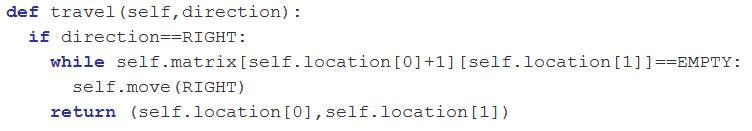 def travel(self,direction):
  if direction==RIGHT:
    while self.matrix[self.location[0]+1][self.location[1]]==EMPTY:
      self.move(RIGHT)
    return (self.location[0],self.location[1])